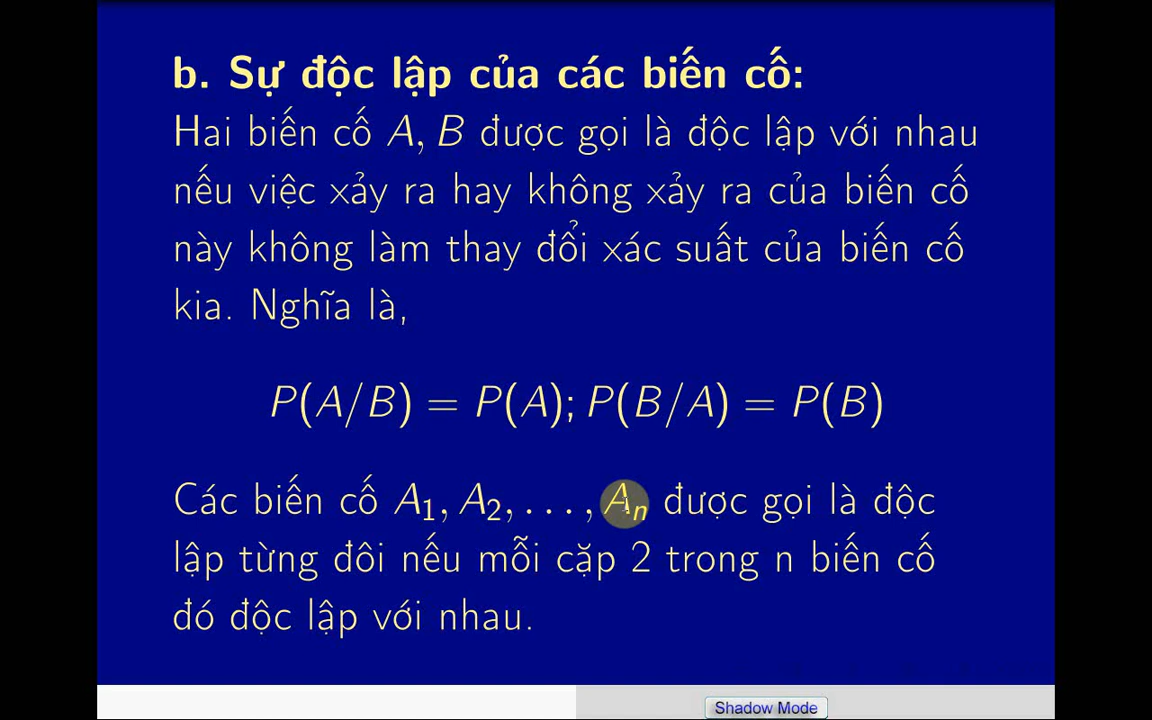 b. Sự độc lập của các biến cố:
Hai biến cố A, B được gọi là độc lập với nhau
nếu việc xảy ra hay không xảy ra của biến cố
này không làm thay đổi xác suất của biến cố
kia. Nghĩa là,
P(A/B) = P(A); P(B/A) = P(B)
Các biến cố A₁, A₂, . . . , Aₙ được gọi là độc
lập từng đôi nếu mỗi cặp 2 trong n biến cố
đó độc lập với nhau.
Shadow Mode